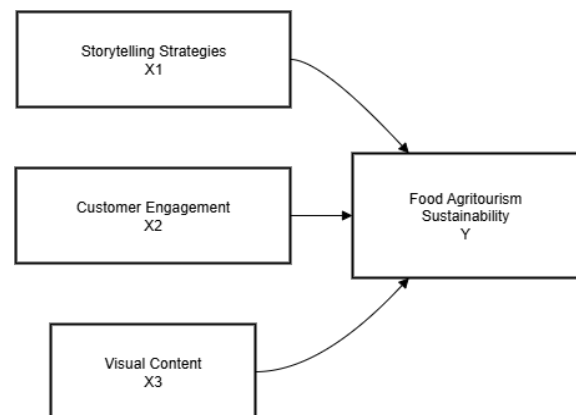 Storytelling Strategies
X1
Customer Engagement
X2
Food Agritourism
Sustainability
Y
Visual Content
X3